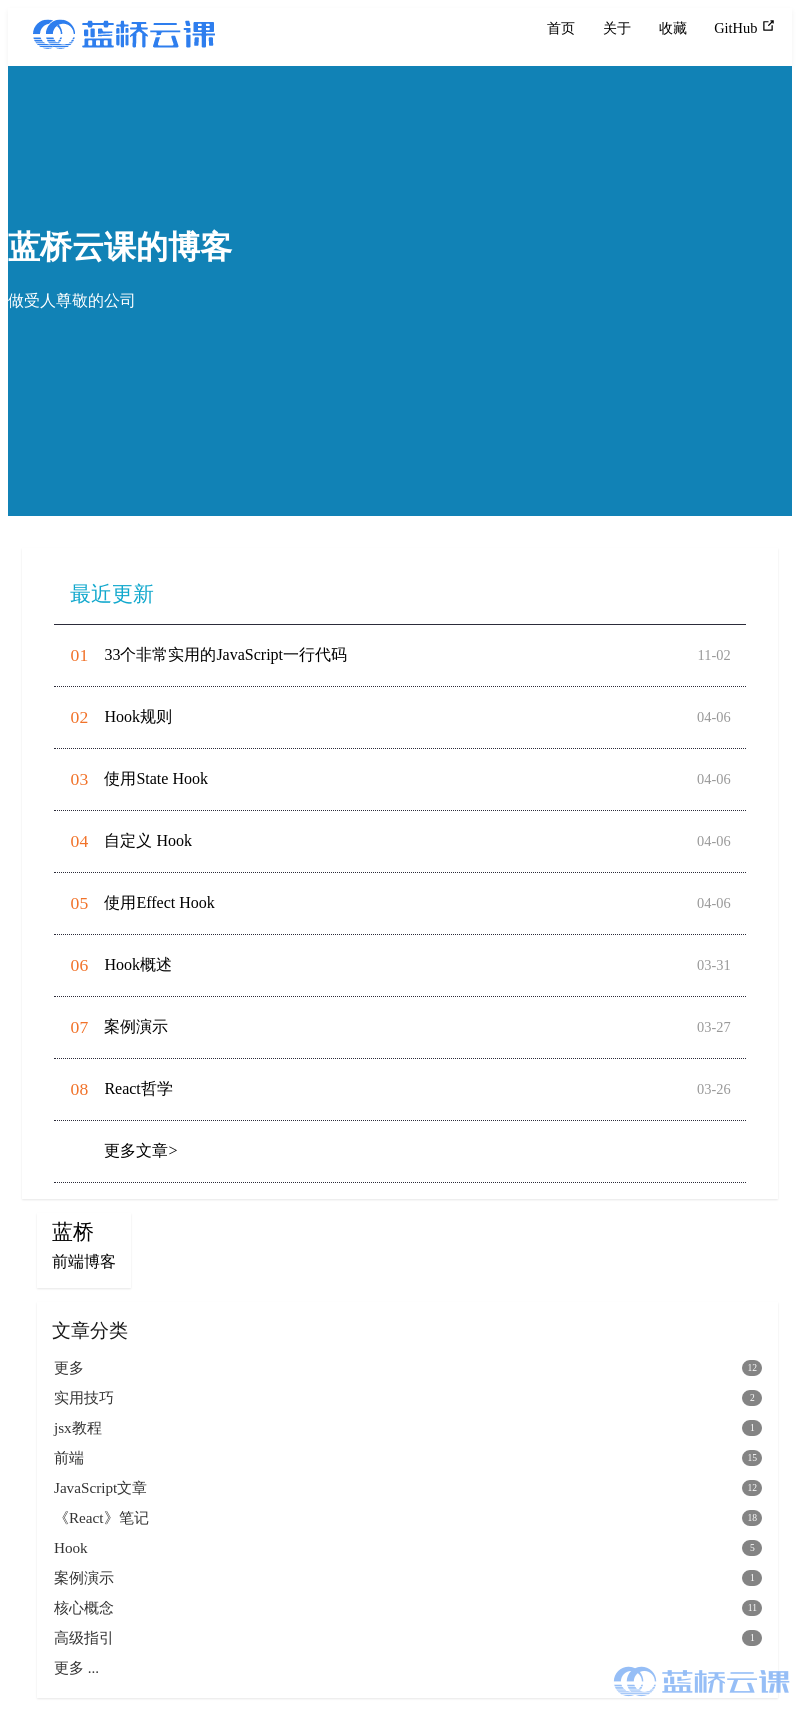 蓝桥云课
首页 关于 收藏 GitHub
蓝桥云课的博客
做受人尊敬的公司
最近更新
01 33个非常实用的JavaScript一行代码 11-02
02 Hook规则 04-06
03 使用State Hook 04-06
04 自定义 Hook 04-06
05 使用Effect Hook 04-06
06 Hook概述 03-31
07 案例演示 03-27
08 React哲学 03-26
更多文章>
蓝桥
前端博客
文章分类
更多 12
实用技巧 2
jsx教程 1
前端 15
JavaScript文章 12
《React》笔记 18
Hook 5
案例演示 1
核心概念 11
高级指引 1
更多 ...
蓝桥云课